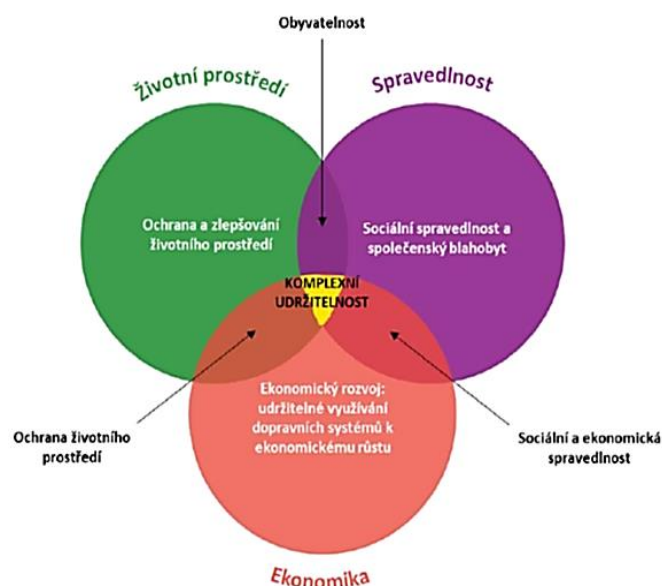 Obyvatelnost
Životní prostředí
Spravedlnost
Ochrana a zlepšování
životního prostředí
Sociální spravedlnost a
společenský blahobyt
KOMPLEXNÍ
UDRŽITELNOST
Ekonomický rozvoj:
udržitelné využívání
dopravních systémů k
ekonomickému růstu
Ochrana životního
prostředí
Sociální a ekonomická
spravedlnost
Ekonomika